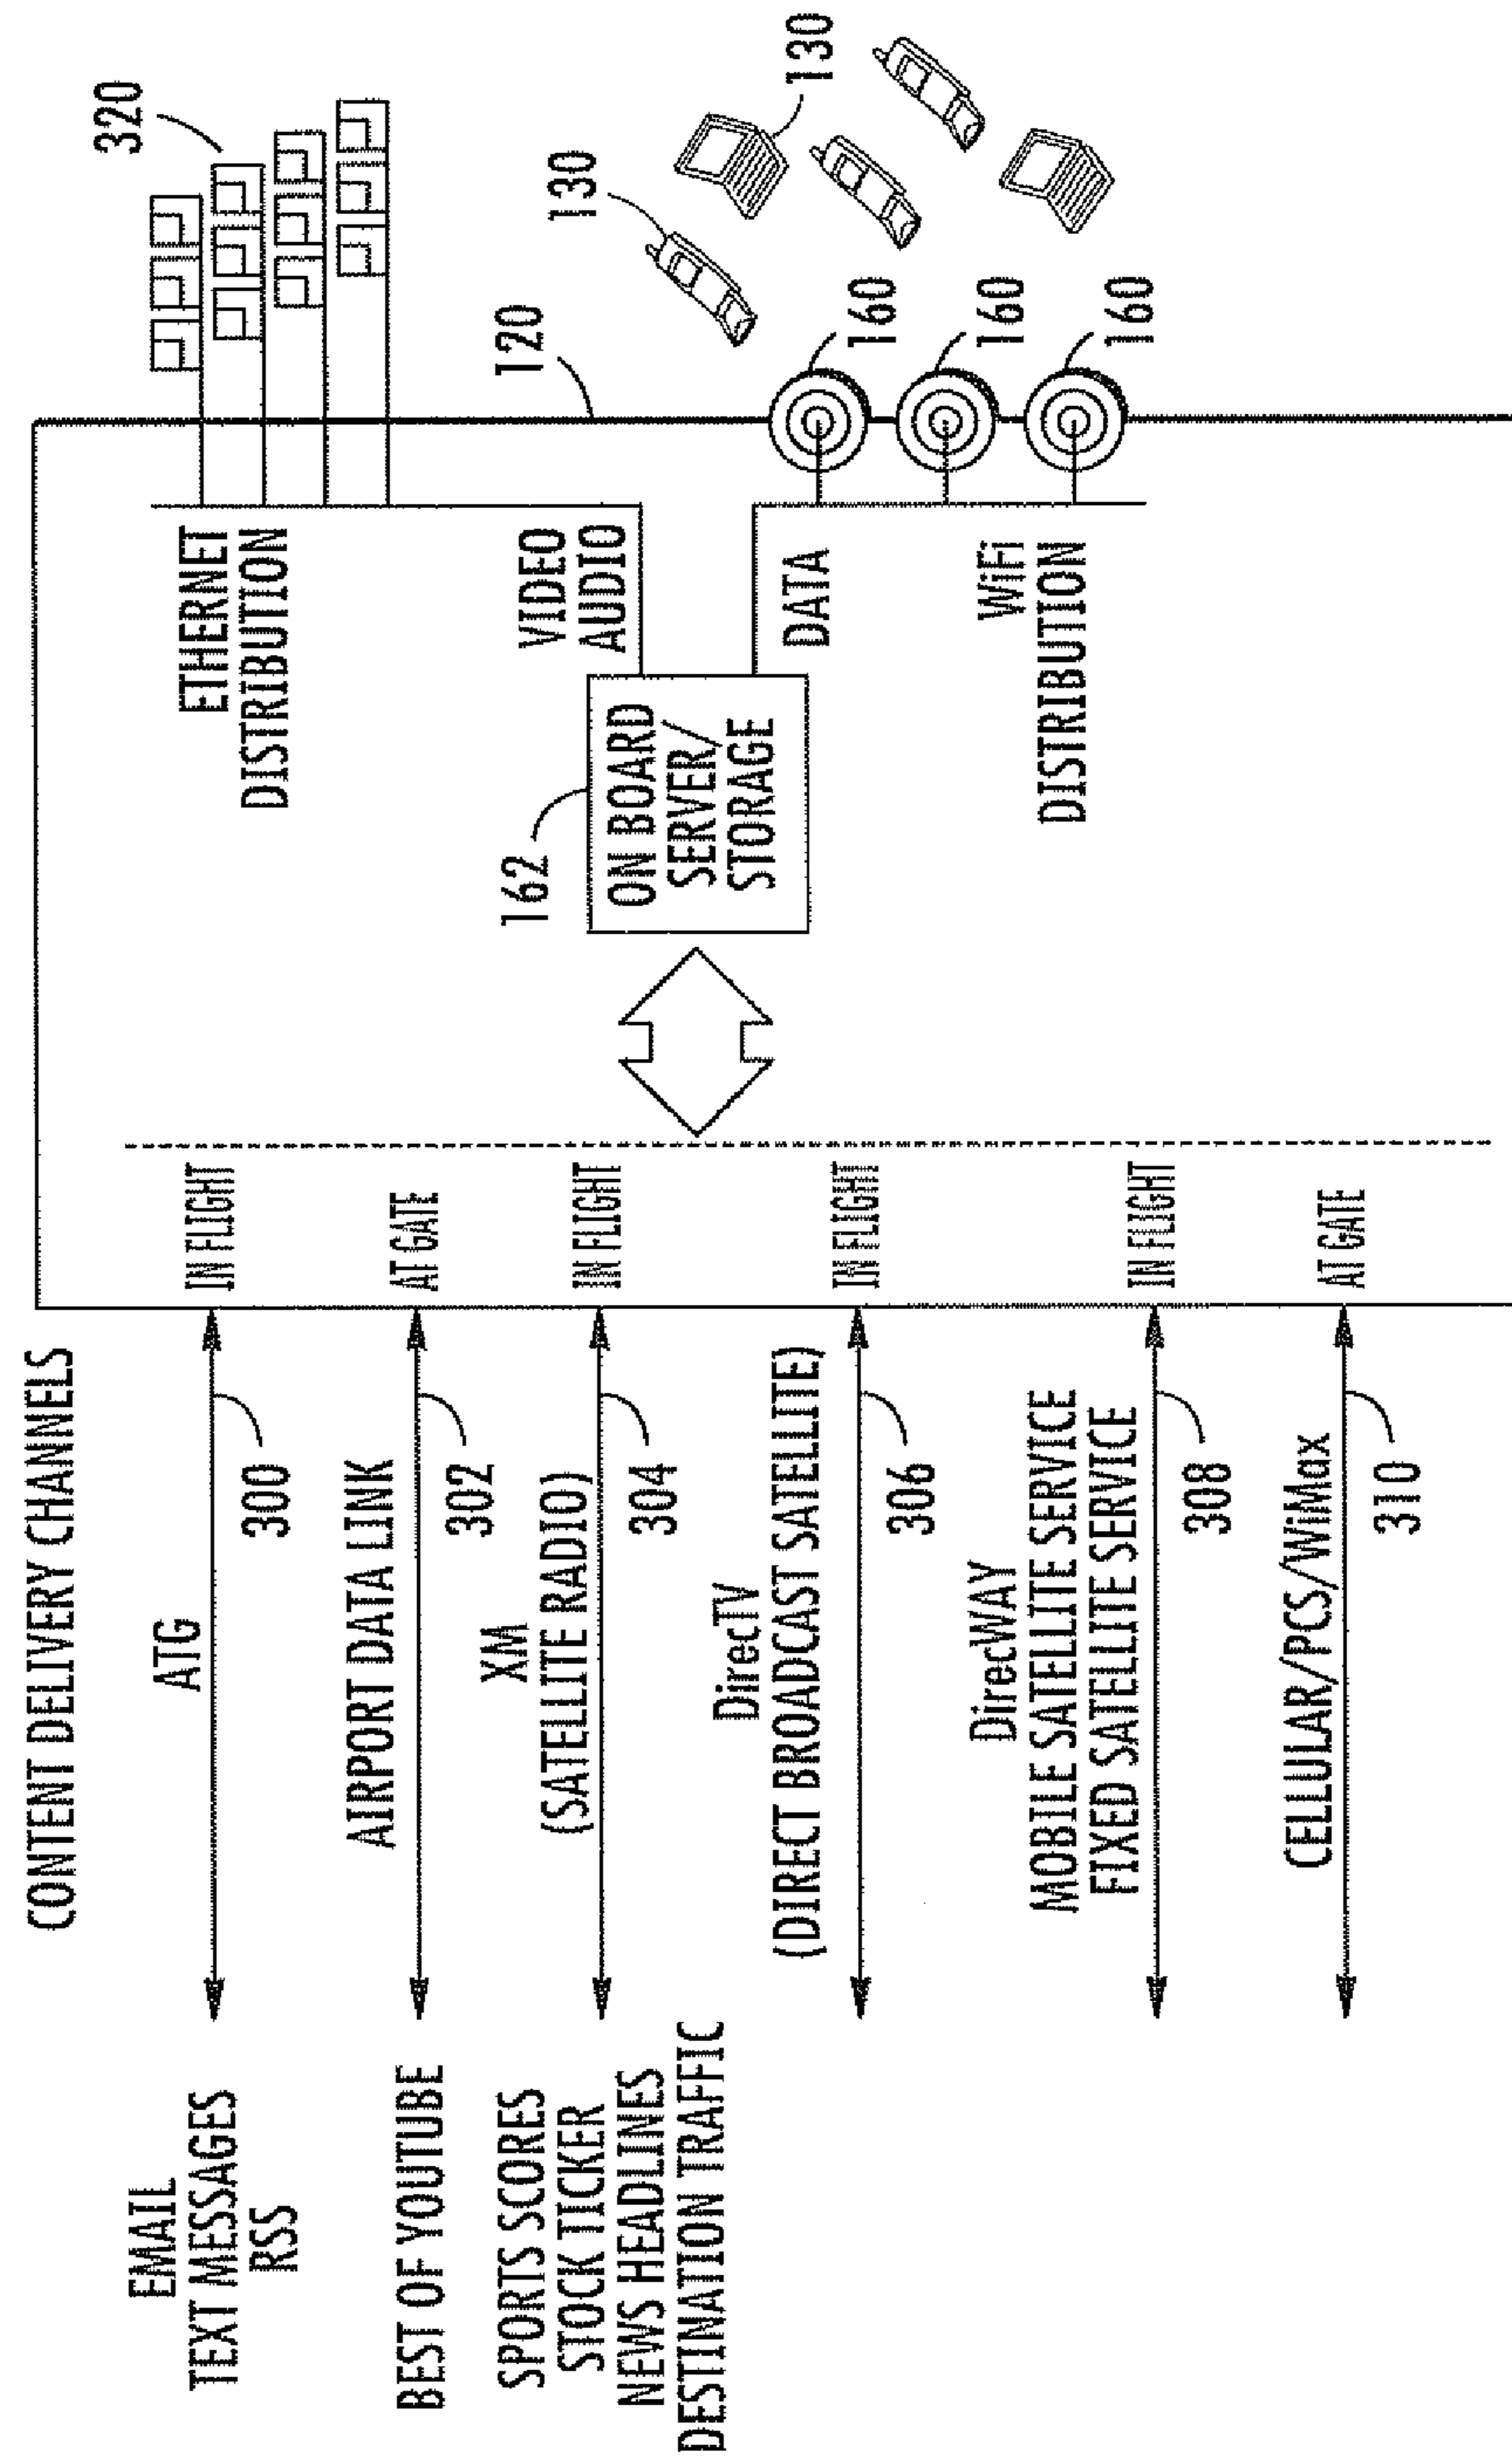 CONTENT DELIVERY CHANNELS
EMAIL
TEXT MESSAGES
RSS
ATG
300
IN FLIGHT
BEST OF YOUTUBE
AIRPORT DATA LINK
302
AT GATE
SPORTS SCORES
STOCK TICKER
NEWS HEADLINES
DESTINATION TRAFFIC
XM
(SATELLITE RADIO)
304
IN FLIGHT
DirecTV
(DIRECT BROADCAST SATELLITE)
306
IN FLIGHT
DirecWAY
MOBILE SATELLITE SERVICE
FIXED SATELLITE SERVICE
308
IN FLIGHT
CELLULAR/PCS/WiMax
310
AT GATE
162
ON BOARD
SERVER/
STORAGE
ETHERNET
DISTRIBUTION
VIDEO
AUDIO
DATA
WiFi
DISTRIBUTION
320
120
130
130
160
160
160